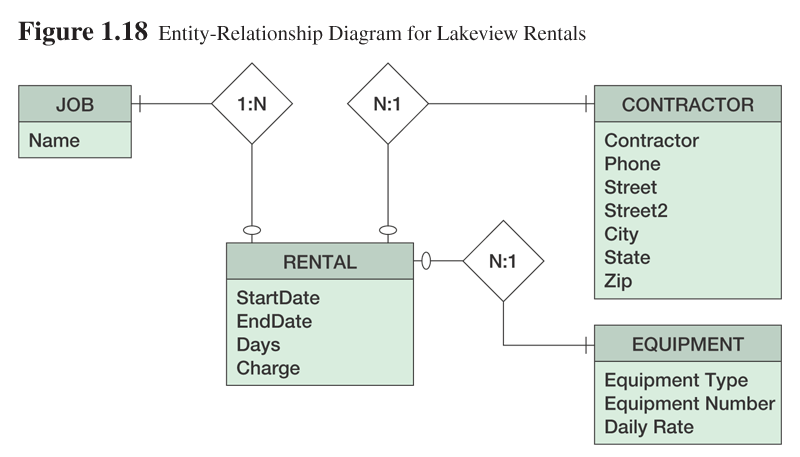 Figure 1.18 Entity-Relationship Diagram for Lakeview Rentals
JOB
Name
1:N
N:1
CONTRACTOR
Contractor
Phone
Street
Street2
City
State
Zip
RENTAL
StartDate
EndDate
Days
Charge
N:1
EQUIPMENT
Equipment Type
Equipment Number
Daily Rate